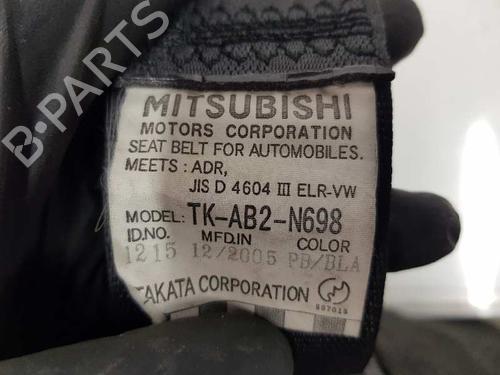 B-PARTS
MITSUBISHI
MOTORS CORPORATION
SEAT BELT FOR AUTOMOBILES.
MEETS : ADR,
JIS D 4604 III ELR-VW
MODEL: TK-AB2-N698
ID.NO. MFD.IN COLOR
1215 12/2005 PB/BLA
TAKATA CORPORATION